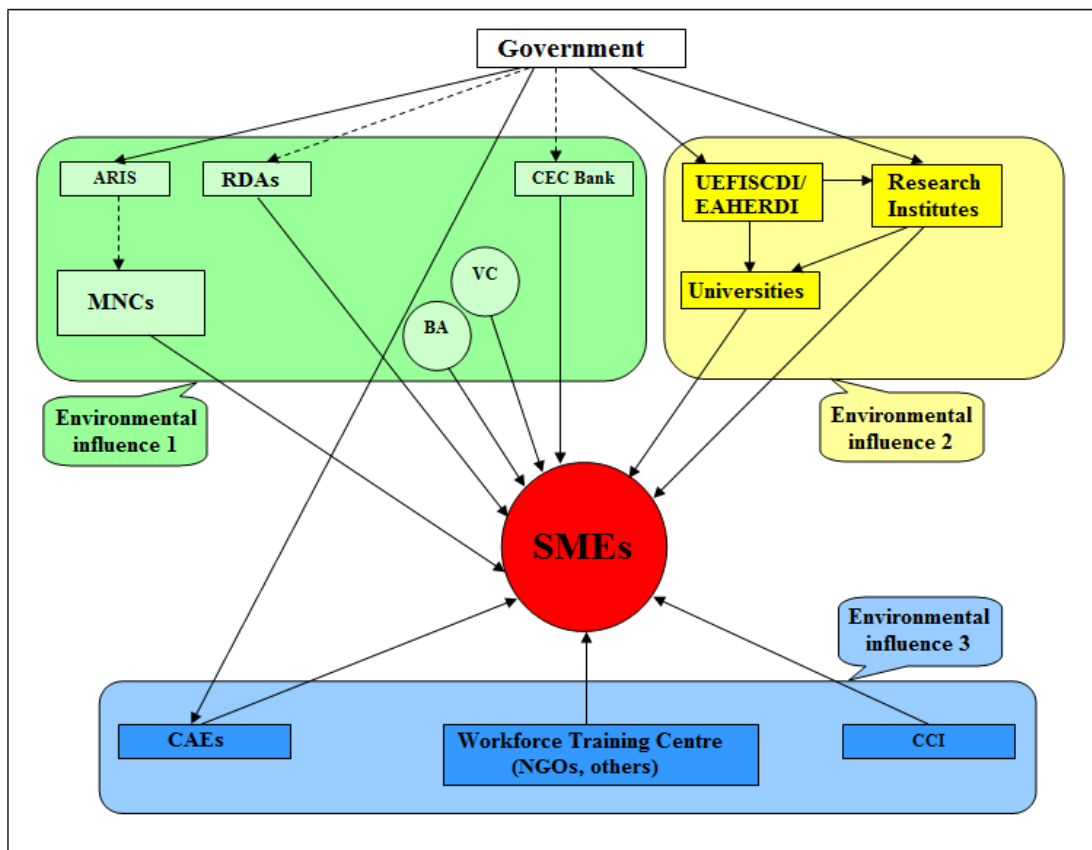 Government
ARIS
RDAs
CEC Bank
UEFISCDI/
EAHERDI
Research
Institutes
MNCs
VC
BA
Universities
Environmental
influence 1
Environmental
influence 2
SMEs
Environmental
influence 3
CAEs
Workforce Training Centre
(NGOs, others)
CCI